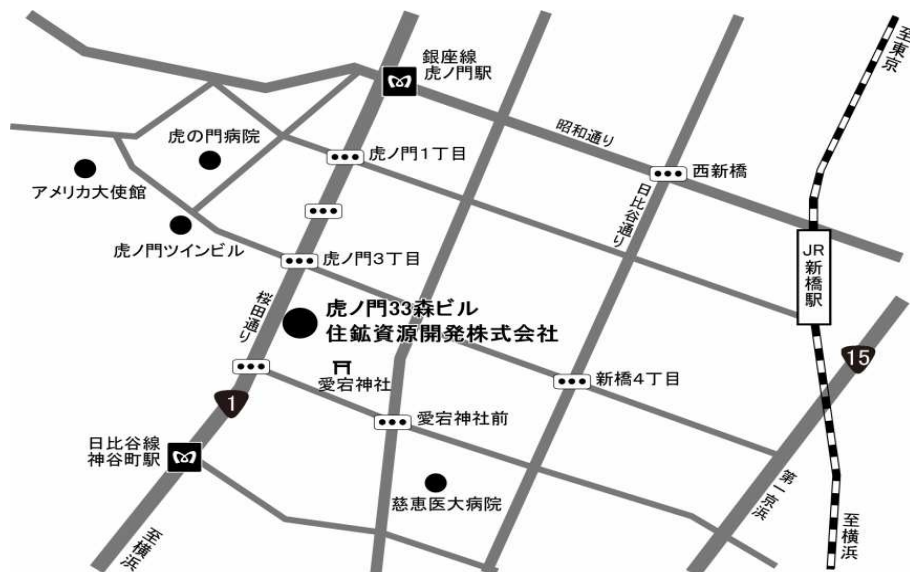 至東京
銀座線
虎ノ門駅
昭和通り
虎の門病院
虎ノ門1丁目
西新橋
アメリカ大使館
日比谷通り
虎ノ門ツインビル
虎ノ門3丁目
JR新橋駅
桜田通り
虎ノ門33森ビル
住鉱資源開発株式会社
15
愛宕神社
新橋4丁目
1
愛宕神社前
日比谷線
神谷町駅
慈恵医大病院
第一京浜
至横浜
至横浜